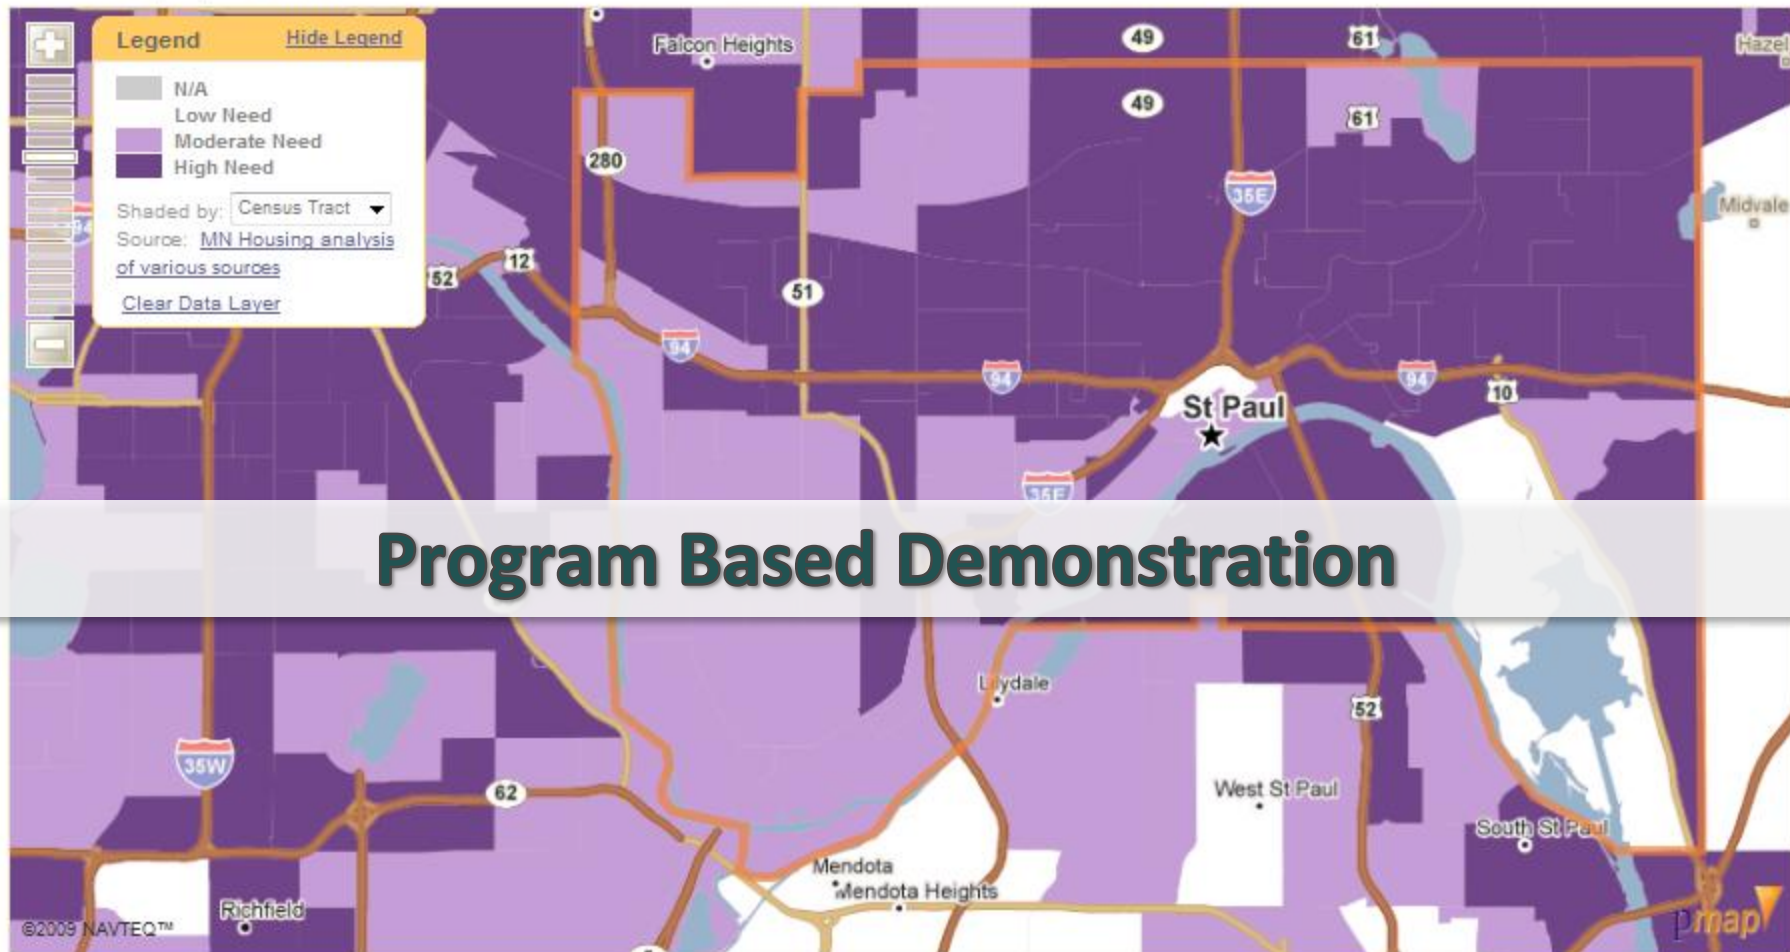 Legend Hide Legend
N/A
Low Need
Moderate Need
High Need
Shaded by: Census Tract
Source: MN Housing analysis
of various sources
Clear Data Layer
Falcon Heights
49
61
Hazel
49
61
280
35E
Midvale
94
52
12
51
94
94
94
10
St Paul
35E
Program Based Demonstration
Lilydale
52
35W
62
West St Paul
South St Paul
Mendota
Mendota Heights
Richfield
©2009 NAVTEQ™
pmap